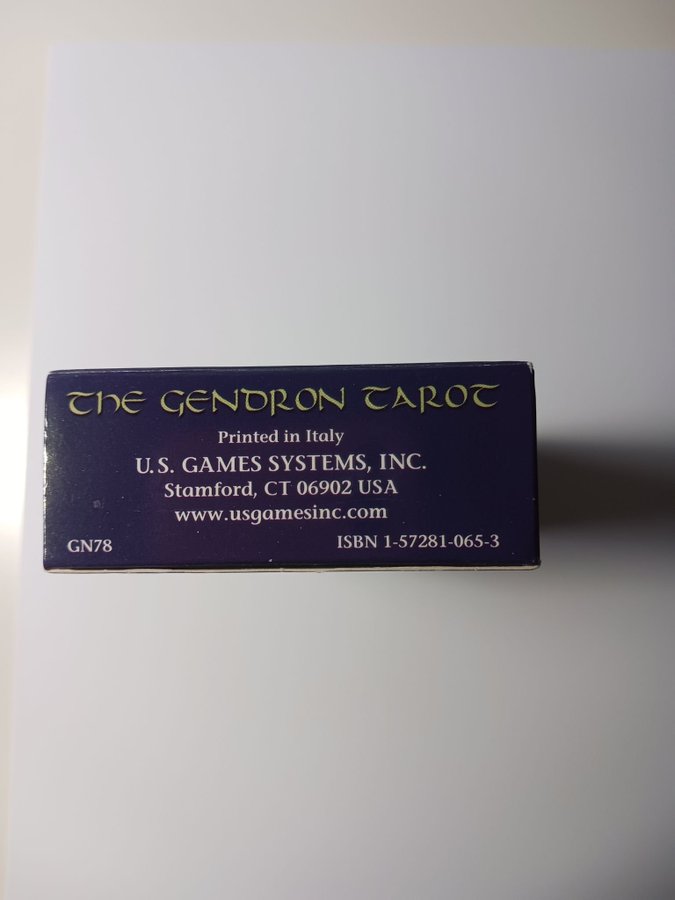 THE GENDRON TAROT
Printed in Italy
U.S. GAMES SYSTEMS, INC.
Stamford, CT 06902 USA
www.usgamesinc.com
GN78 ISBN 1-57281-065-3